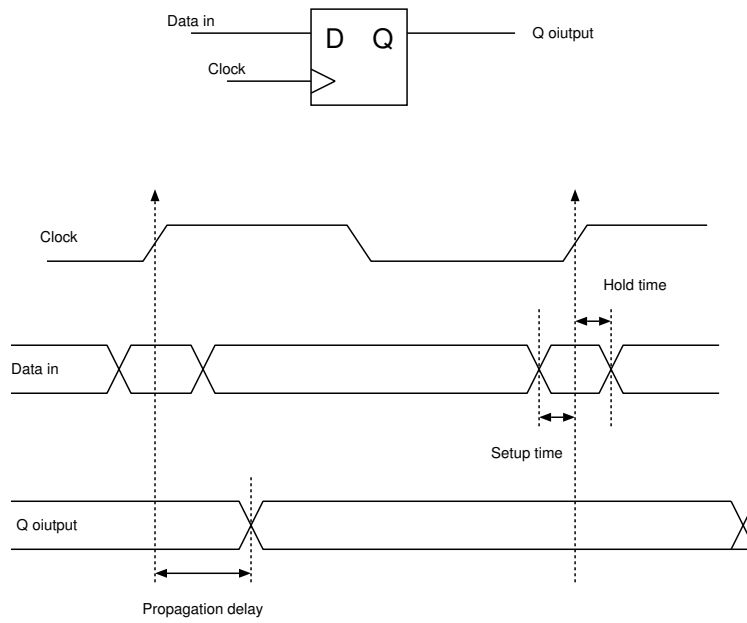 Data in
D Q
Q oiutput
Clock
Clock
Hold time
Data in
Setup time
Q oiutput
Propagation delay